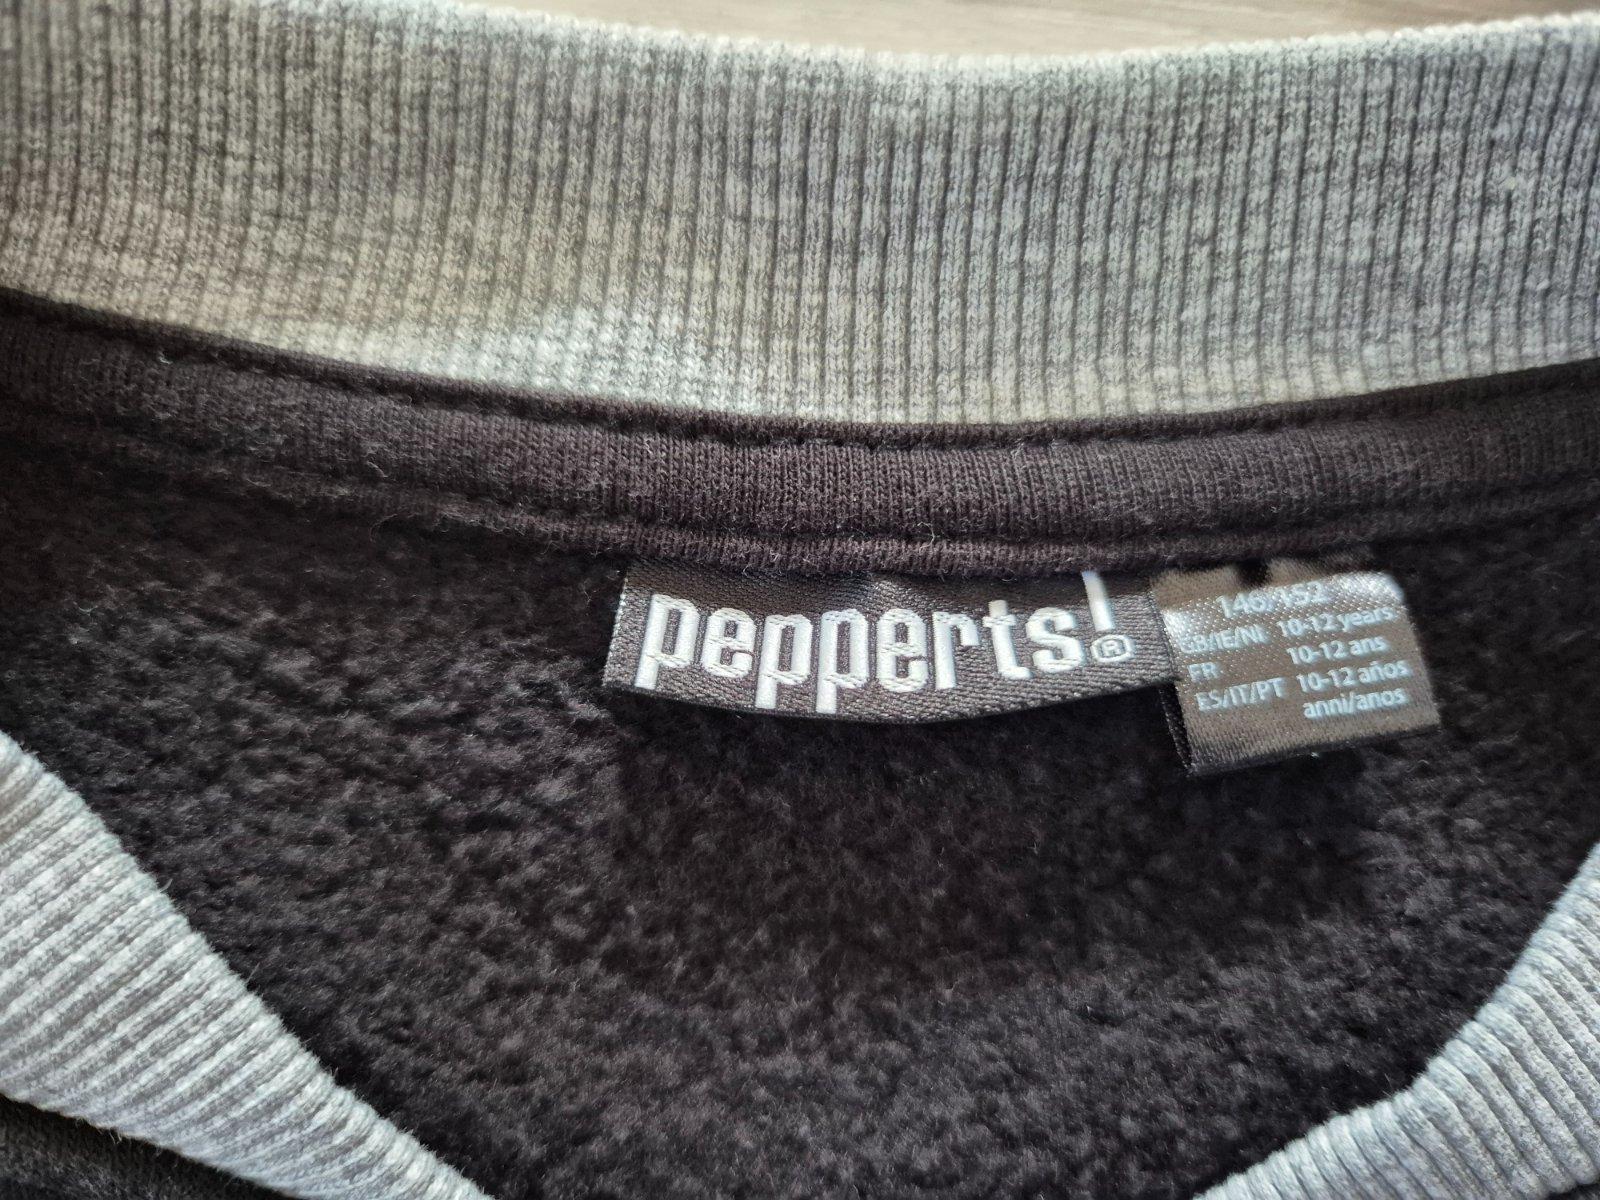 pepperts!®
146/152
GB/IE/NI 10-12 years
FR 10-12 ans
ES/IT/PT 10-12 años
anni/anos